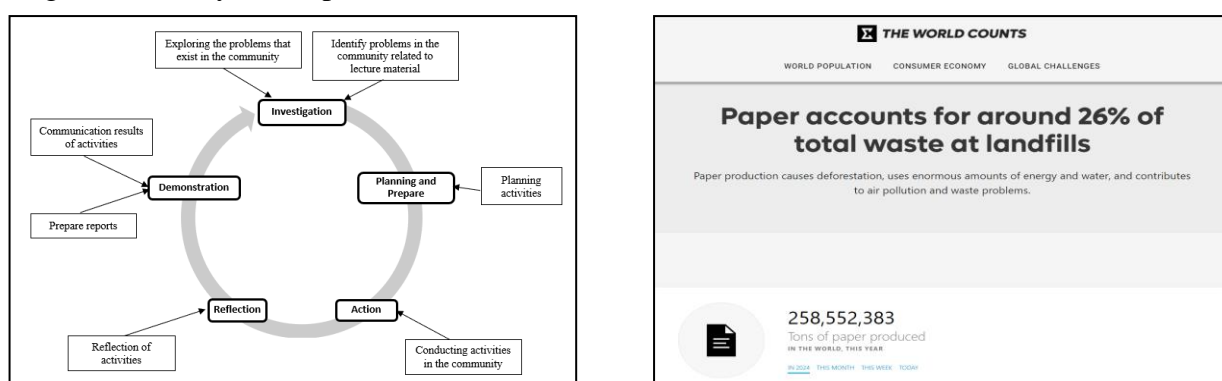 Exploring the problems that
exist in the community
Identify problems in the
community related to
lecture material
Investigation
Communication results
of activities
Demonstration
Prepare reports
Planning and
Prepare
Planning
activities
Reflection
Action
Reflection of
activities
Conducting activities
in the community
THE WORLD COUNTS
WORLD POPULATION CONSUMER ECONOMY GLOBAL CHALLENGES
Paper accounts for around 26% of
total waste at landfills
Paper production causes deforestation, uses enormous amounts of energy and water, and contributes
to air pollution and waste problems.
258,552,383
Tons of paper produced
IN THE WORLD, THIS YEAR
IN 2024 THIS MONTH THIS WEEK TODAY